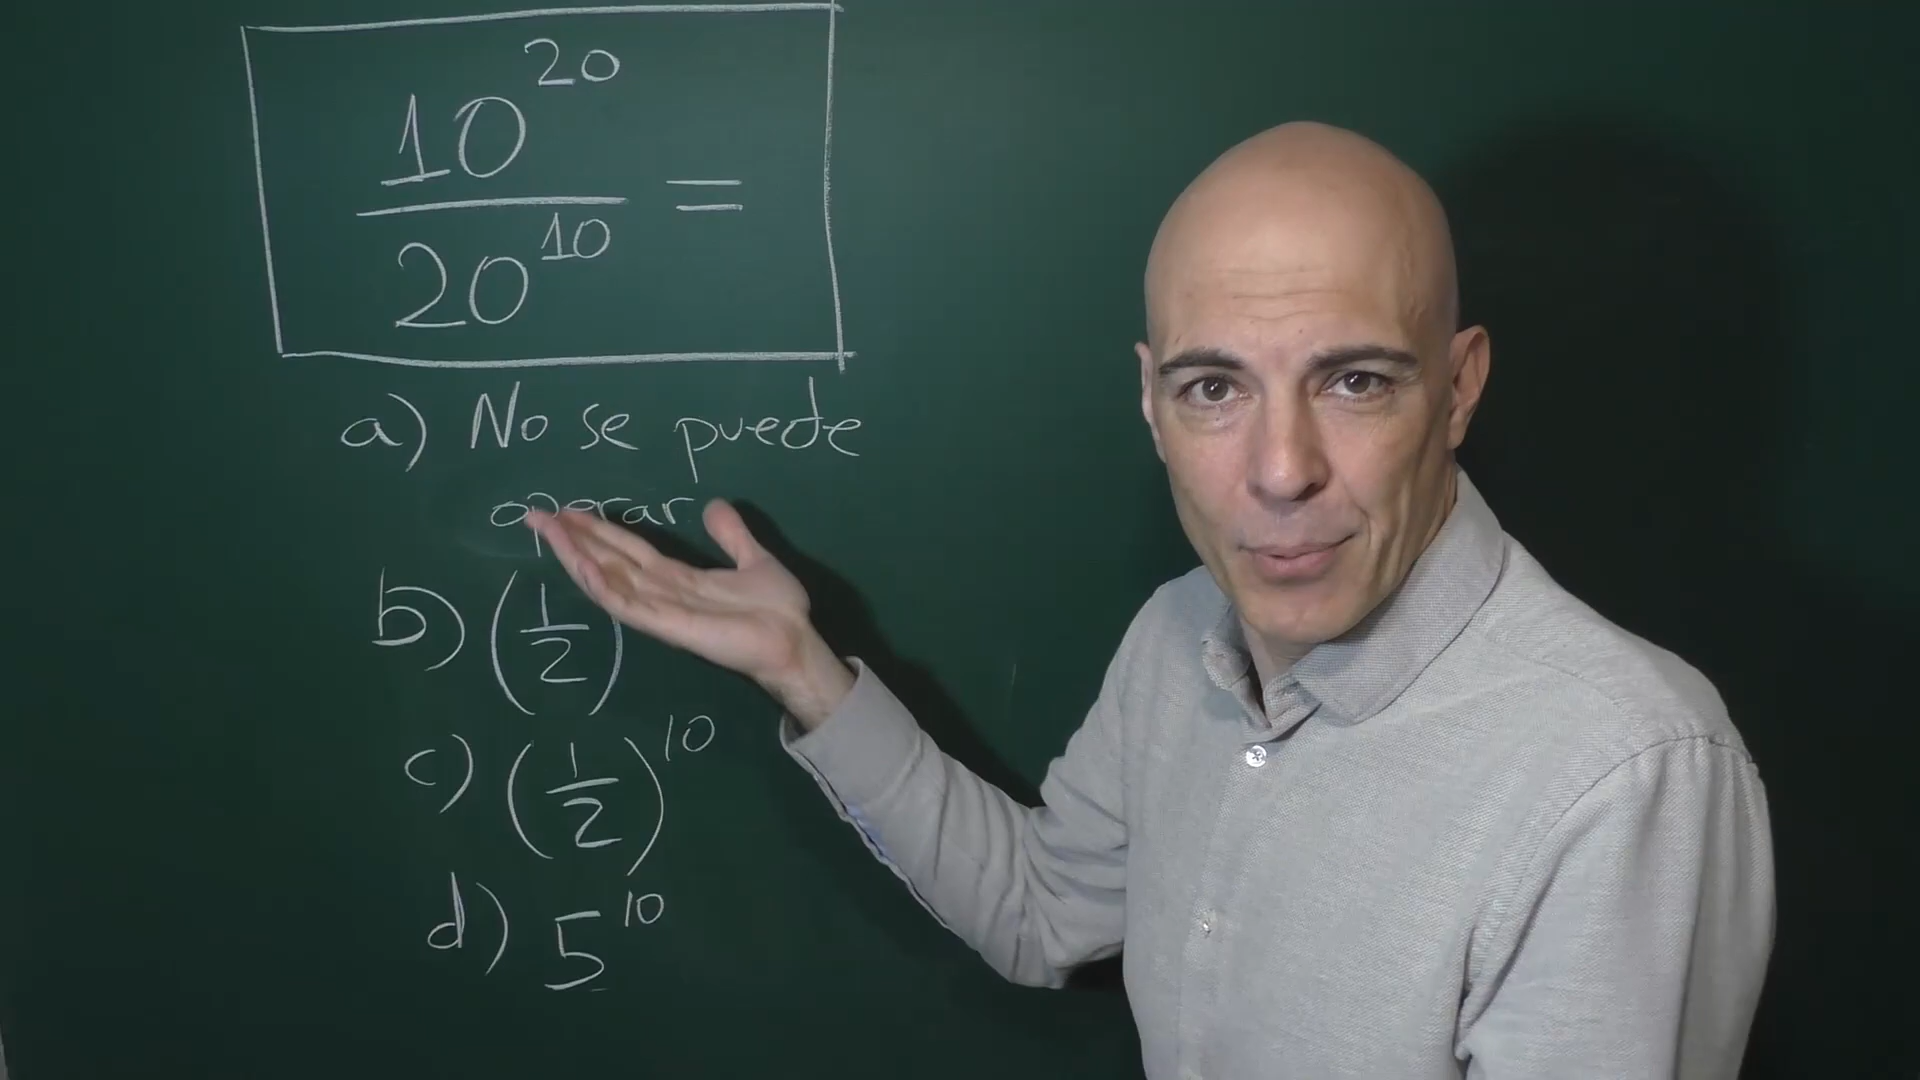 10^20
―― =
20^10
a) No se puede
operar
b) (1/2)
c) (1/2)^10
d) 5^10